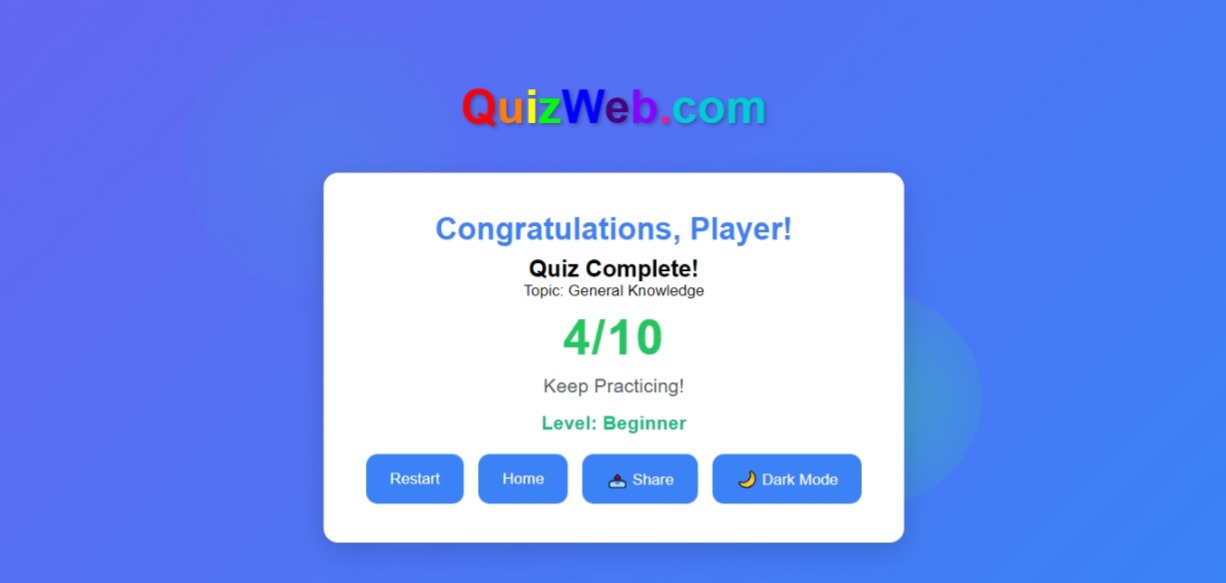 QuizWeb.com
Congratulations, Player!
Quiz Complete!
Topic: General Knowledge
4/10
Keep Practicing!
Level: Beginner
Restart Home Share Dark Mode